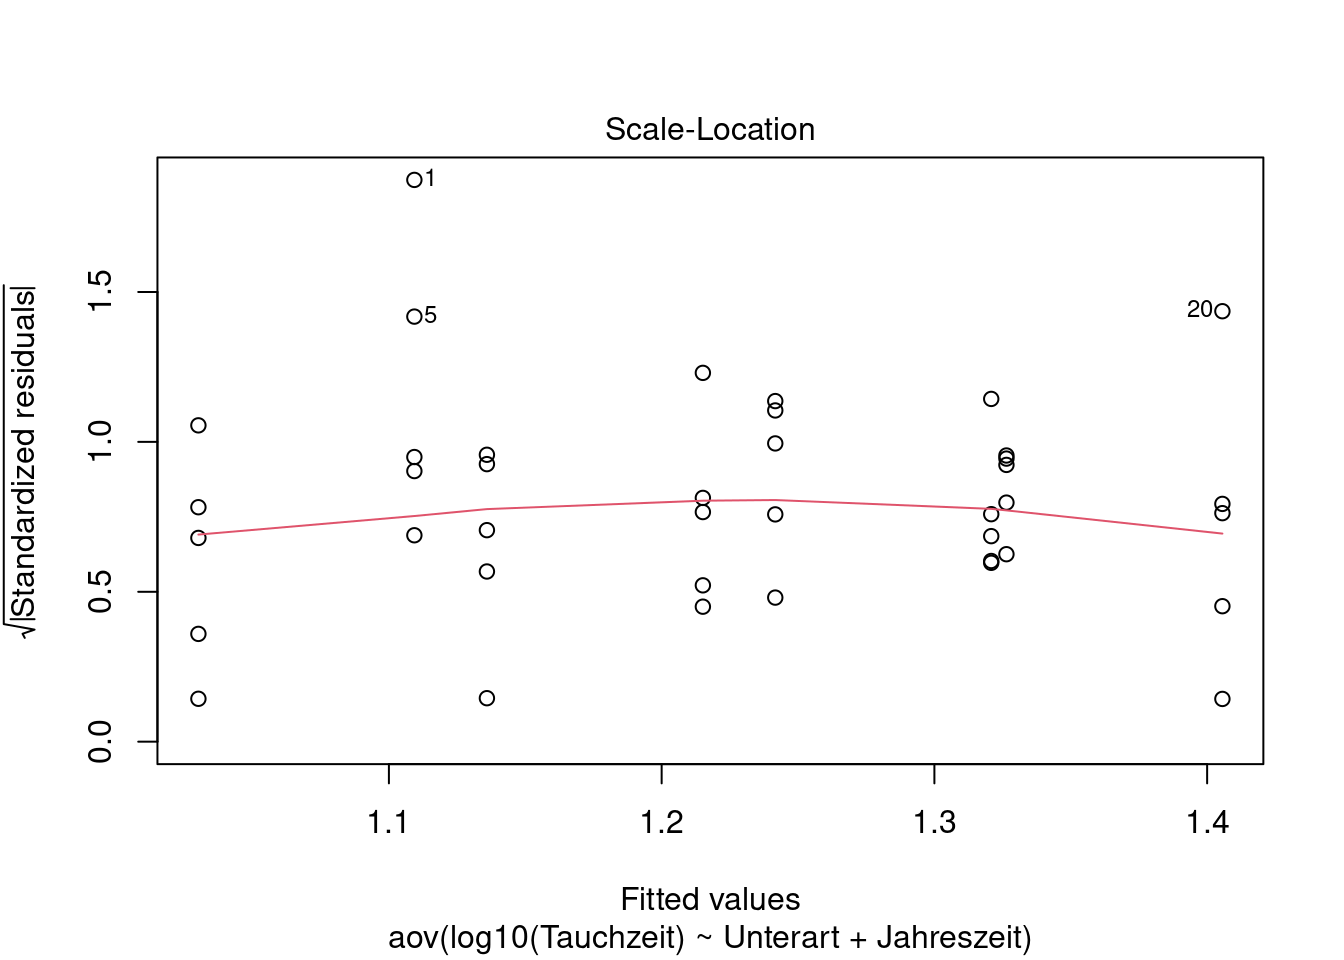 Scale-Location
√|Standardized residuals|
1.5
1.0
0.5
0.0
1
5
20
1.1 1.2 1.3 1.4
Fitted values
aov(log10(Tauchzeit) ~ Unterart + Jahreszeit)